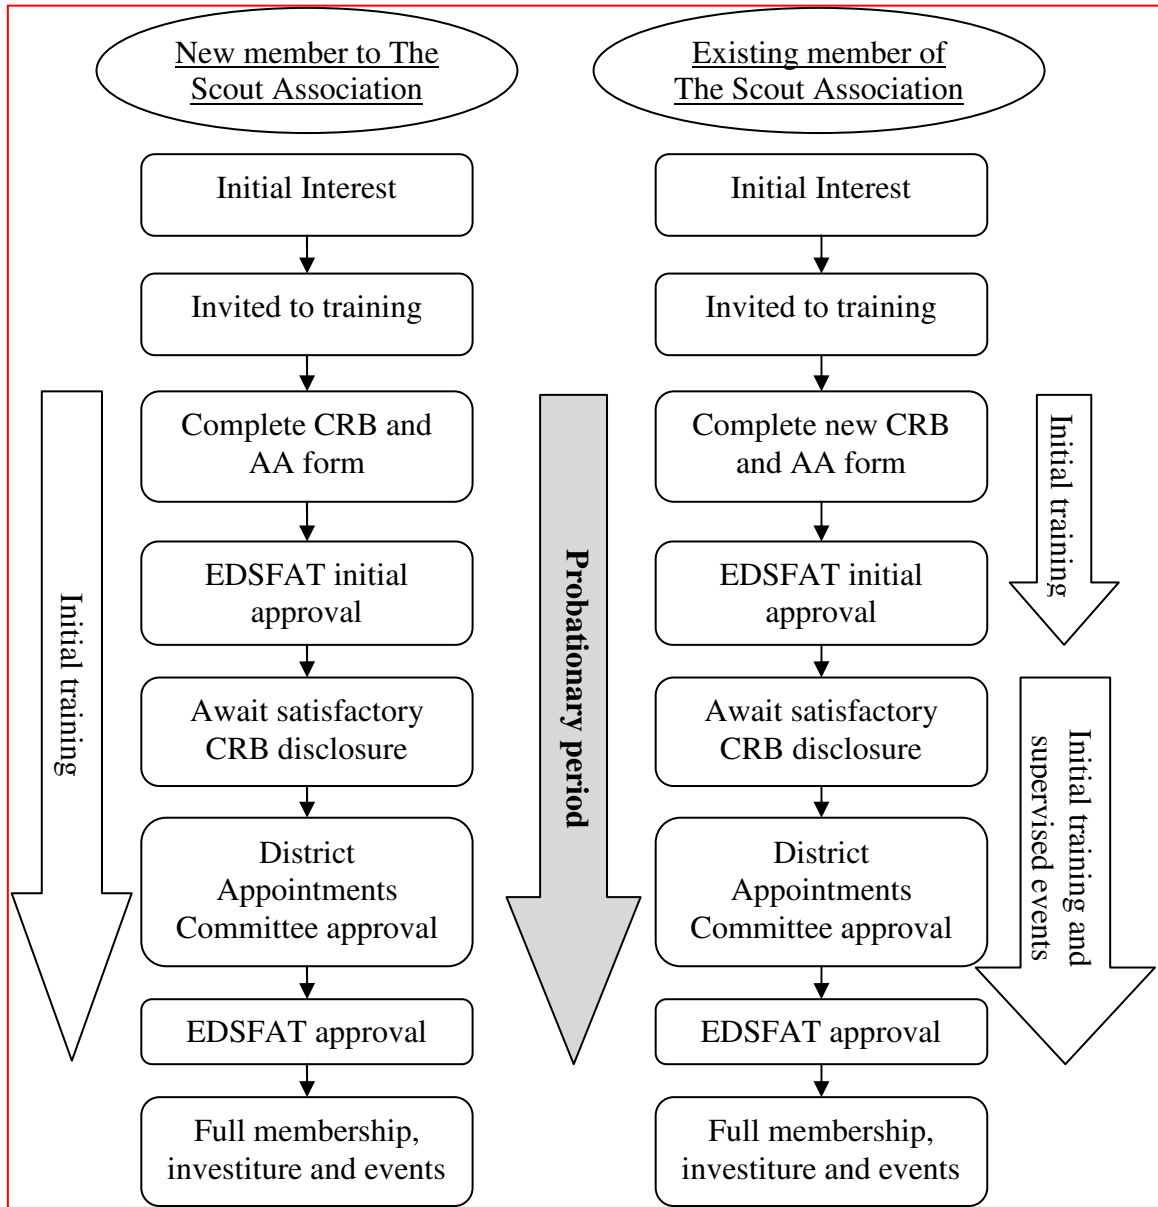 New member to The
Scout Association
Initial Interest
Invited to training
Complete CRB and
AA form
EDSFAT initial
approval
Await satisfactory
CRB disclosure
District
Appointments
Committee approval
EDSFAT approval
Full membership,
investiture and events
Initial training
Probationary period
Existing member of
The Scout Association
Initial Interest
Invited to training
Complete new CRB
and AA form
EDSFAT initial
approval
Await satisfactory
CRB disclosure
District
Appointments
Committee approval
EDSFAT approval
Full membership,
investiture and events
Initial training
Initial training and
supervised events